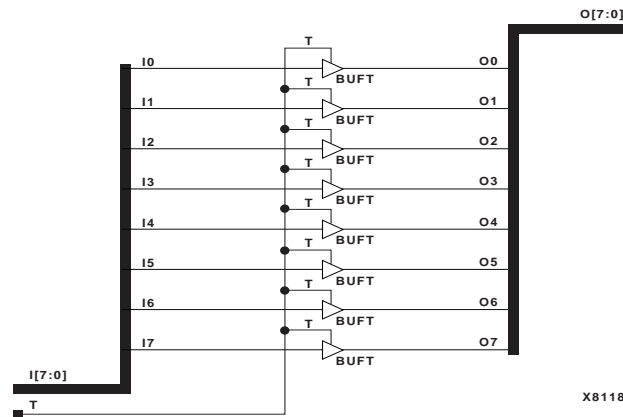 O[7:0]
T
I0 O0
BUFT
T
I1 O1
BUFT
T
I2 O2
BUFT
T
I3 O3
BUFT
T
I4 O4
BUFT
T
I5 O5
BUFT
T
I6 O6
BUFT
T
I7 O7
BUFT
I[7:0]
T
X8118